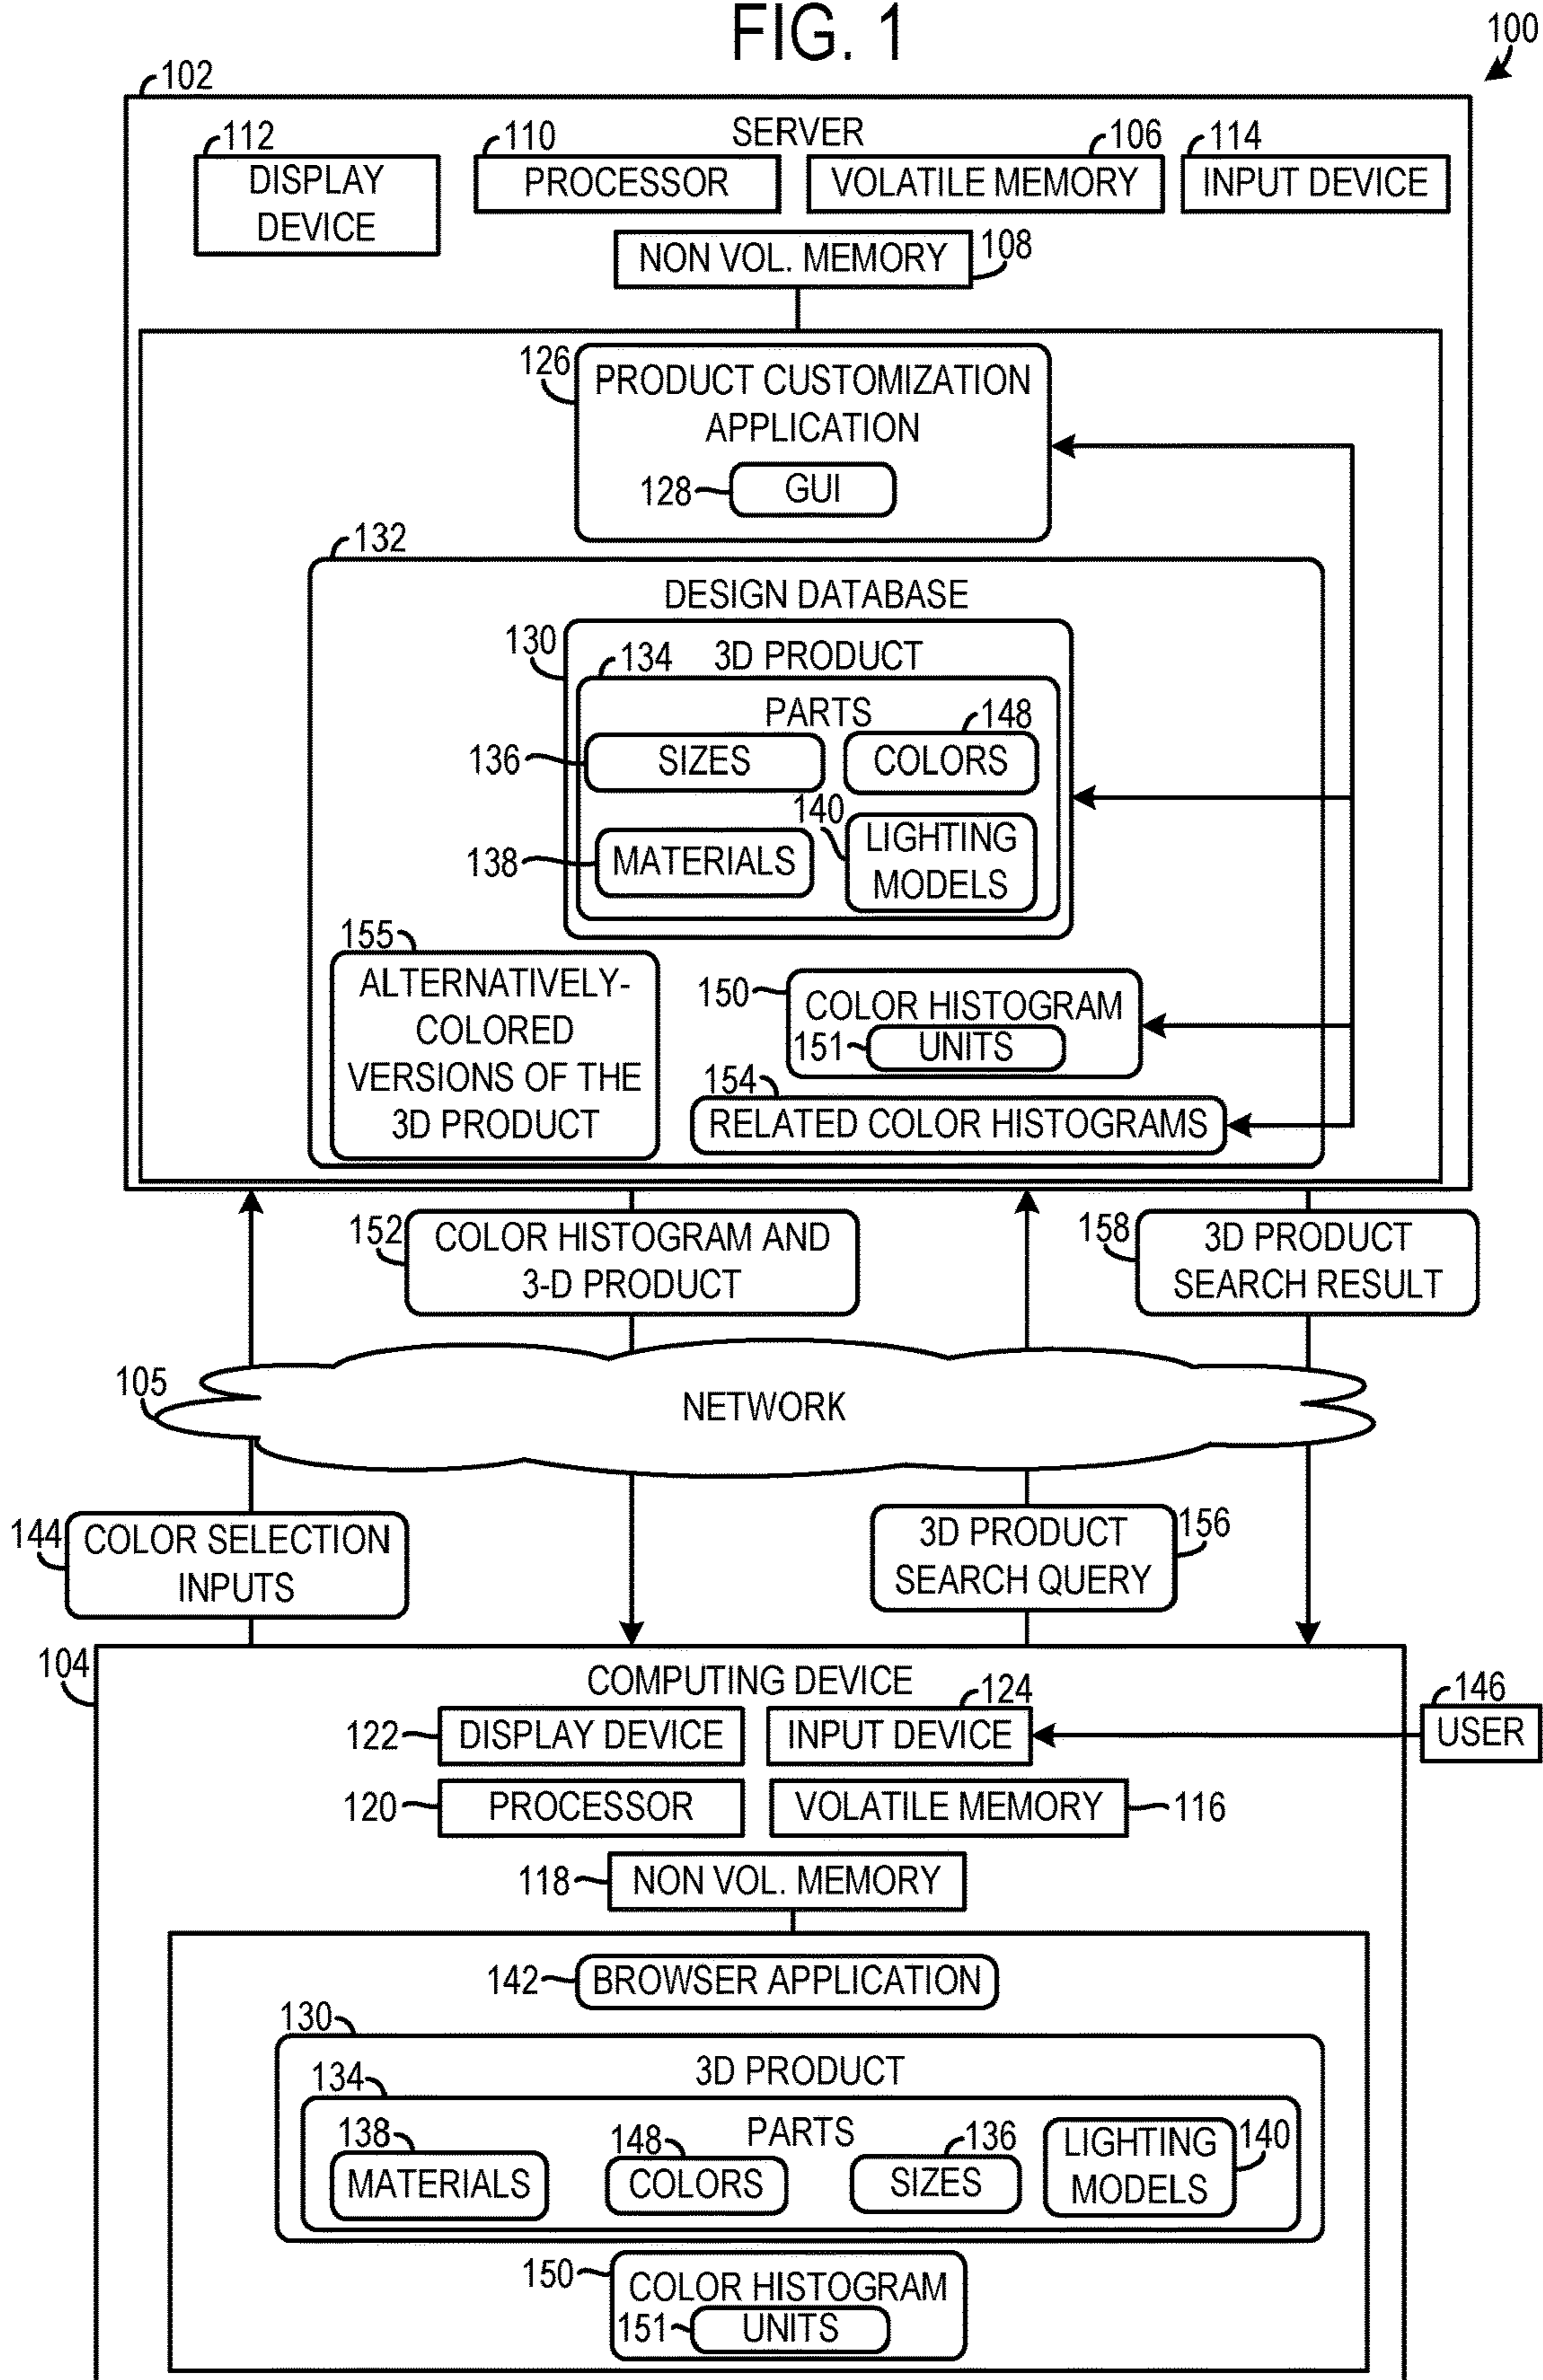 FIG. 1
100
102
SERVER
112
DISPLAY
DEVICE
110
PROCESSOR
106
VOLATILE MEMORY
114
INPUT DEVICE
NON VOL. MEMORY
108
126
PRODUCT CUSTOMIZATION
APPLICATION
128
GUI
132
DESIGN DATABASE
130
3D PRODUCT
134
PARTS
136
SIZES
148
COLORS
138
MATERIALS
140
LIGHTING
MODELS
155
ALTERNATIVELY-
COLORED
VERSIONS OF THE
3D PRODUCT
150
COLOR HISTOGRAM
151
UNITS
154
RELATED COLOR HISTOGRAMS
152
COLOR HISTOGRAM AND
3-D PRODUCT
158
3D PRODUCT
SEARCH RESULT
105
NETWORK
144
COLOR SELECTION
INPUTS
3D PRODUCT
SEARCH QUERY
156
104
COMPUTING DEVICE
122
DISPLAY DEVICE
124
INPUT DEVICE
146
USER
120
PROCESSOR
VOLATILE MEMORY
116
118
NON VOL. MEMORY
142
BROWSER APPLICATION
130
3D PRODUCT
134
PARTS
138
MATERIALS
148
COLORS
136
SIZES
LIGHTING
MODELS
140
150
COLOR HISTOGRAM
151
UNITS